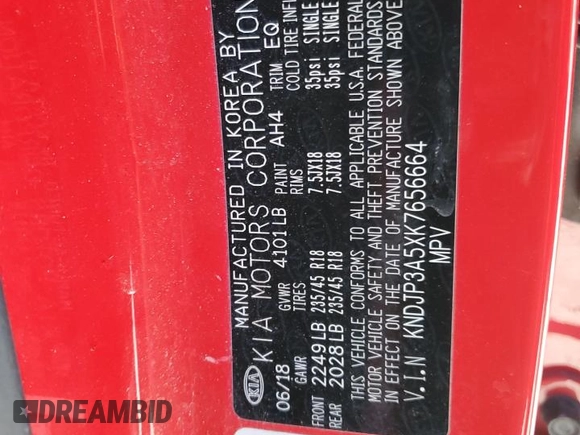 MANUFACTURED IN KOREA BY
KIA MOTORS CORPORATION
KIA
06/18 GVWR 4101LB PAINT AH4 TRIM EQ
GAWR TIRES RIMS COLD TIRE INFL
FRONT 2249LB 235/45 R18 7.5JX18 35psi SINGLE
REAR 2028LB 235/45 R18 7.5JX18 35psi SINGLE
THIS VEHICLE CONFORMS TO ALL APPLICABLE U.S.A. FEDERAL
MOTOR VEHICLE SAFETY AND THEFT PREVENTION STANDARDS
IN EFFECT ON THE DATE OF MANUFACTURE SHOWN ABOVE
V.I.N KNDJP3A5XK7656664
MPV
DREAMBID